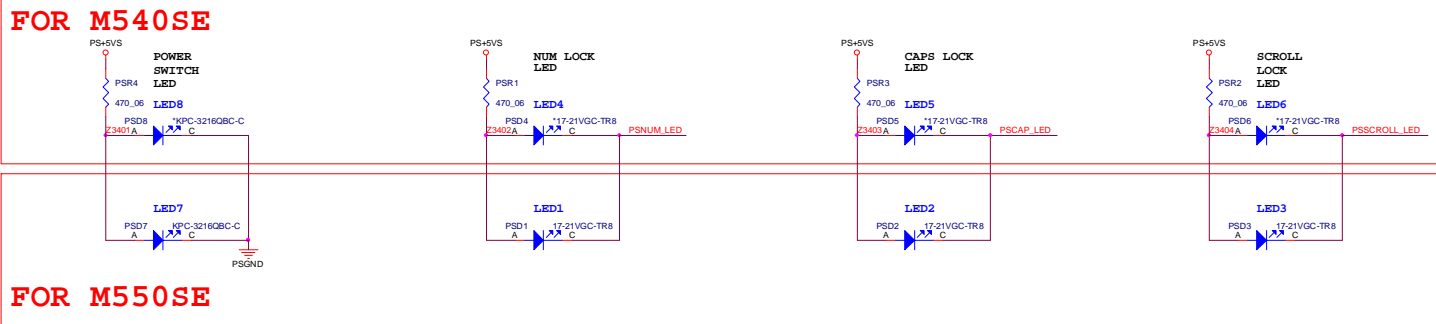 FOR M540SE
PS+5VS
POWER
SWITCH
LED
PSR4
470_06
LED8
PSD8
*KPC-3216QBC-C
Z3401
A
C
LED7
PSD7
KPC-3216QBC-C
A
C
PSGND
PS+5VS
NUM LOCK
LED
PSR1
470_06
LED4
PSD4
*17-21VGC-TR8
Z3402
A
C
PSNUM_LED
LED1
PSD1
17-21VGC-TR8
A
C
PS+5VS
CAPS LOCK
LED
PSR3
470_06
LED5
PSD5
*17-21VGC-TR8
Z3403
A
C
PSCAP_LED
LED2
PSD2
17-21VGC-TR8
A
C
PS+5VS
SCROLL
LOCK
LED
PSR2
470_06
LED6
PSD6
*17-21VGC-TR8
Z3404
A
C
PSSCROLL_LED
LED3
PSD3
17-21VGC-TR8
A
C
FOR M550SE